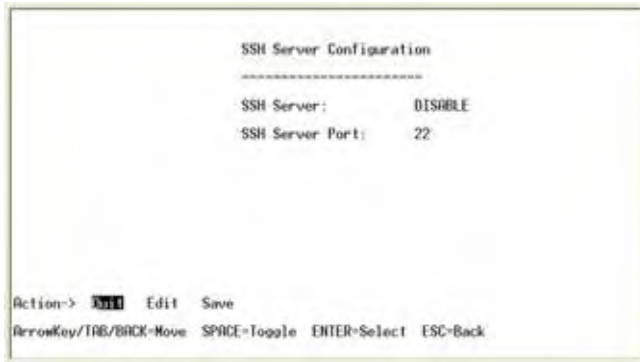 SSH Server Configuration
------------------------
SSH Server: DISABLE
SSH Server Port: 22
Action-> Quit Edit Save
ArrowKey/TAB/BACK=Move SPACE=Toggle ENTER=Select ESC=Back